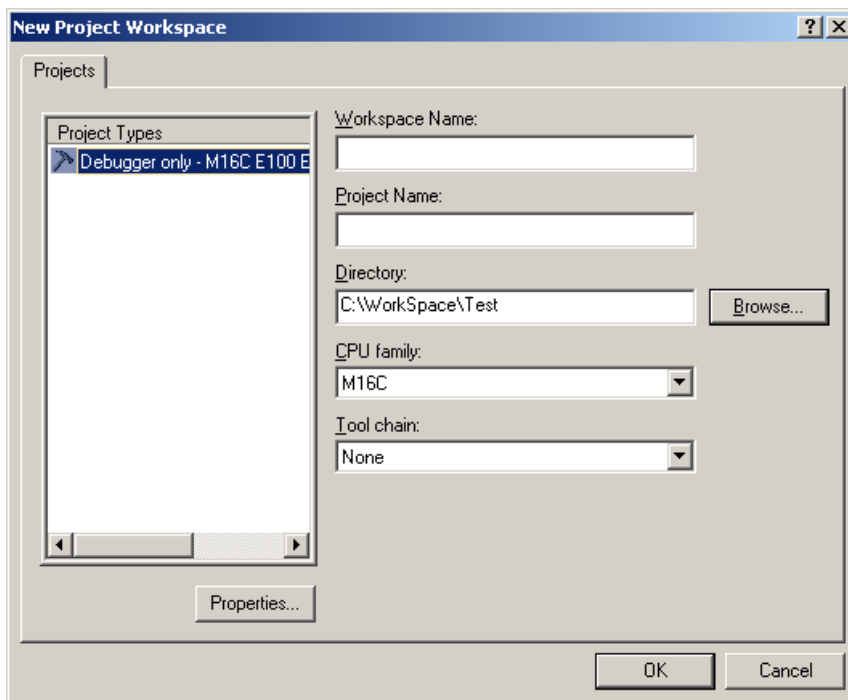 New Project Workspace
Projects
Project Types
Debugger only - M16C E100 E
Workspace Name:
Project Name:
Directory:
C:\WorkSpace\Test
Browse...
CPU family:
M16C
Tool chain:
None
Properties...
OK
Cancel